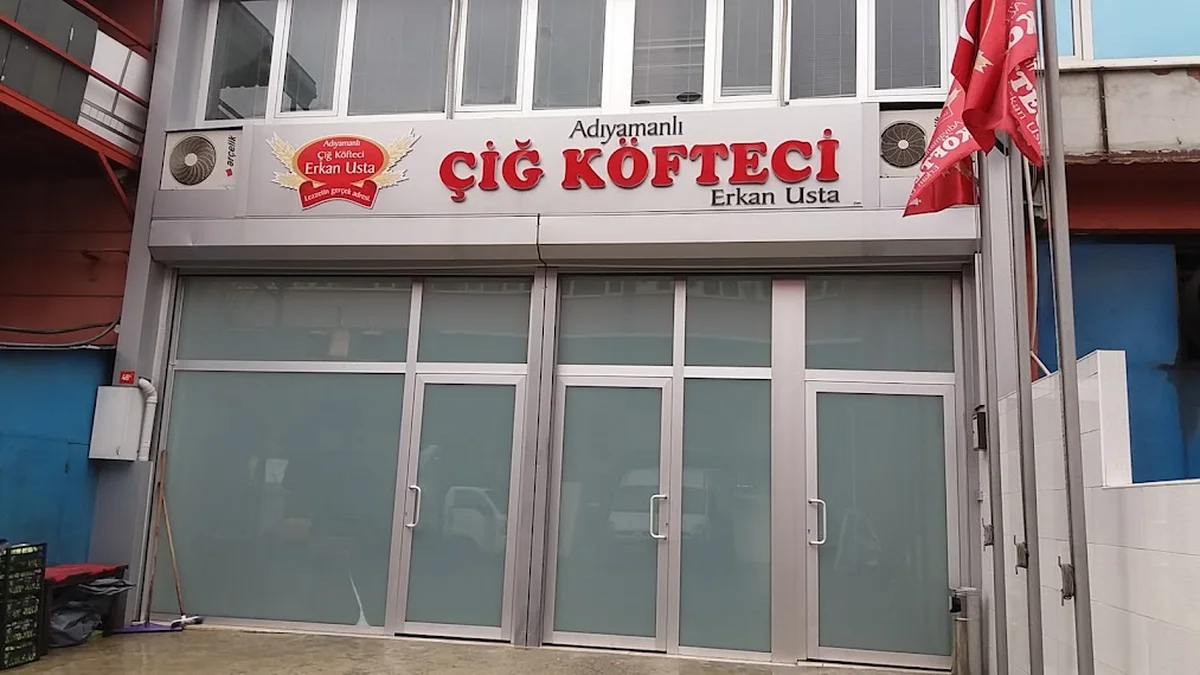 Adıyamanlı
ÇİĞ KÖFTECİ
Erkan Usta
Adıyamanlı
Çiğ Köfteci
Erkan Usta
Lezzetin gerçek adresi.
arçelik